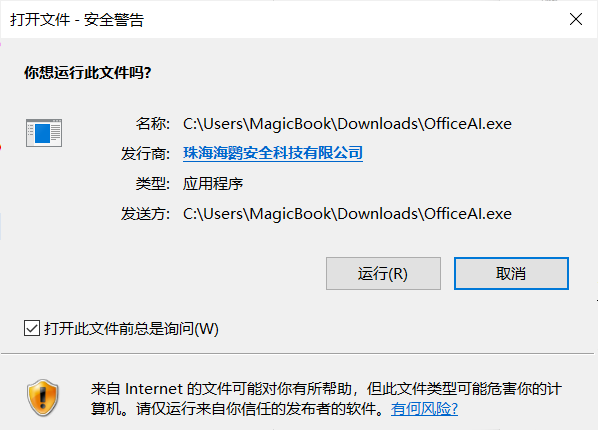 打开文件 - 安全警告
你想运行此文件吗?
名称: C:\Users\MagicBook\Downloads\OfficeAI.exe
发行商: 珠海海鹦安全科技有限公司
类型: 应用程序
发送方: C:\Users\MagicBook\Downloads\OfficeAI.exe
运行(R) 取消
打开此文件前总是询问(W)
来自 Internet 的文件可能对你有所帮助，但此文件类型可能危害你的计
算机。请仅运行来自你信任的发布者的软件。有何风险?